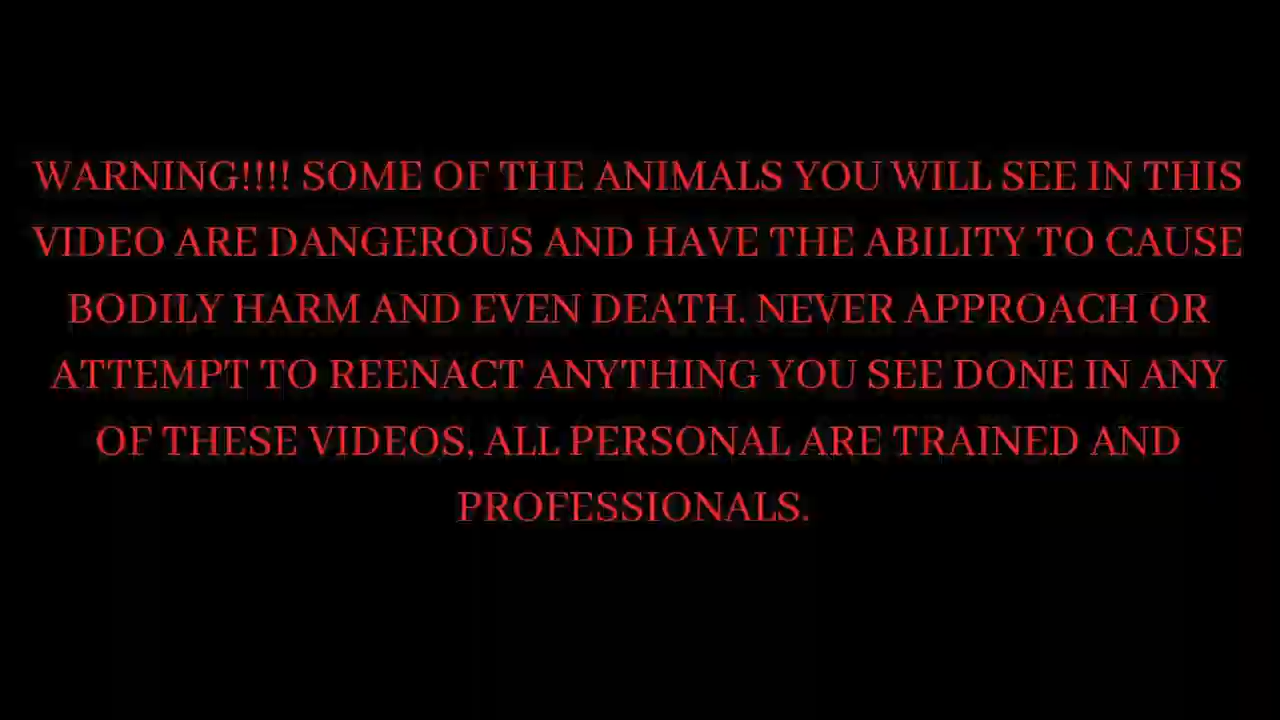 WARNING!!!! SOME OF THE ANIMALS YOU WILL SEE IN THIS
VIDEO ARE DANGEROUS AND HAVE THE ABILITY TO CAUSE
BODILY HARM AND EVEN DEATH. NEVER APPROACH OR
ATTEMPT TO REENACT ANYTHING YOU SEE DONE IN ANY
OF THESE VIDEOS, ALL PERSONAL ARE TRAINED AND
PROFESSIONALS.